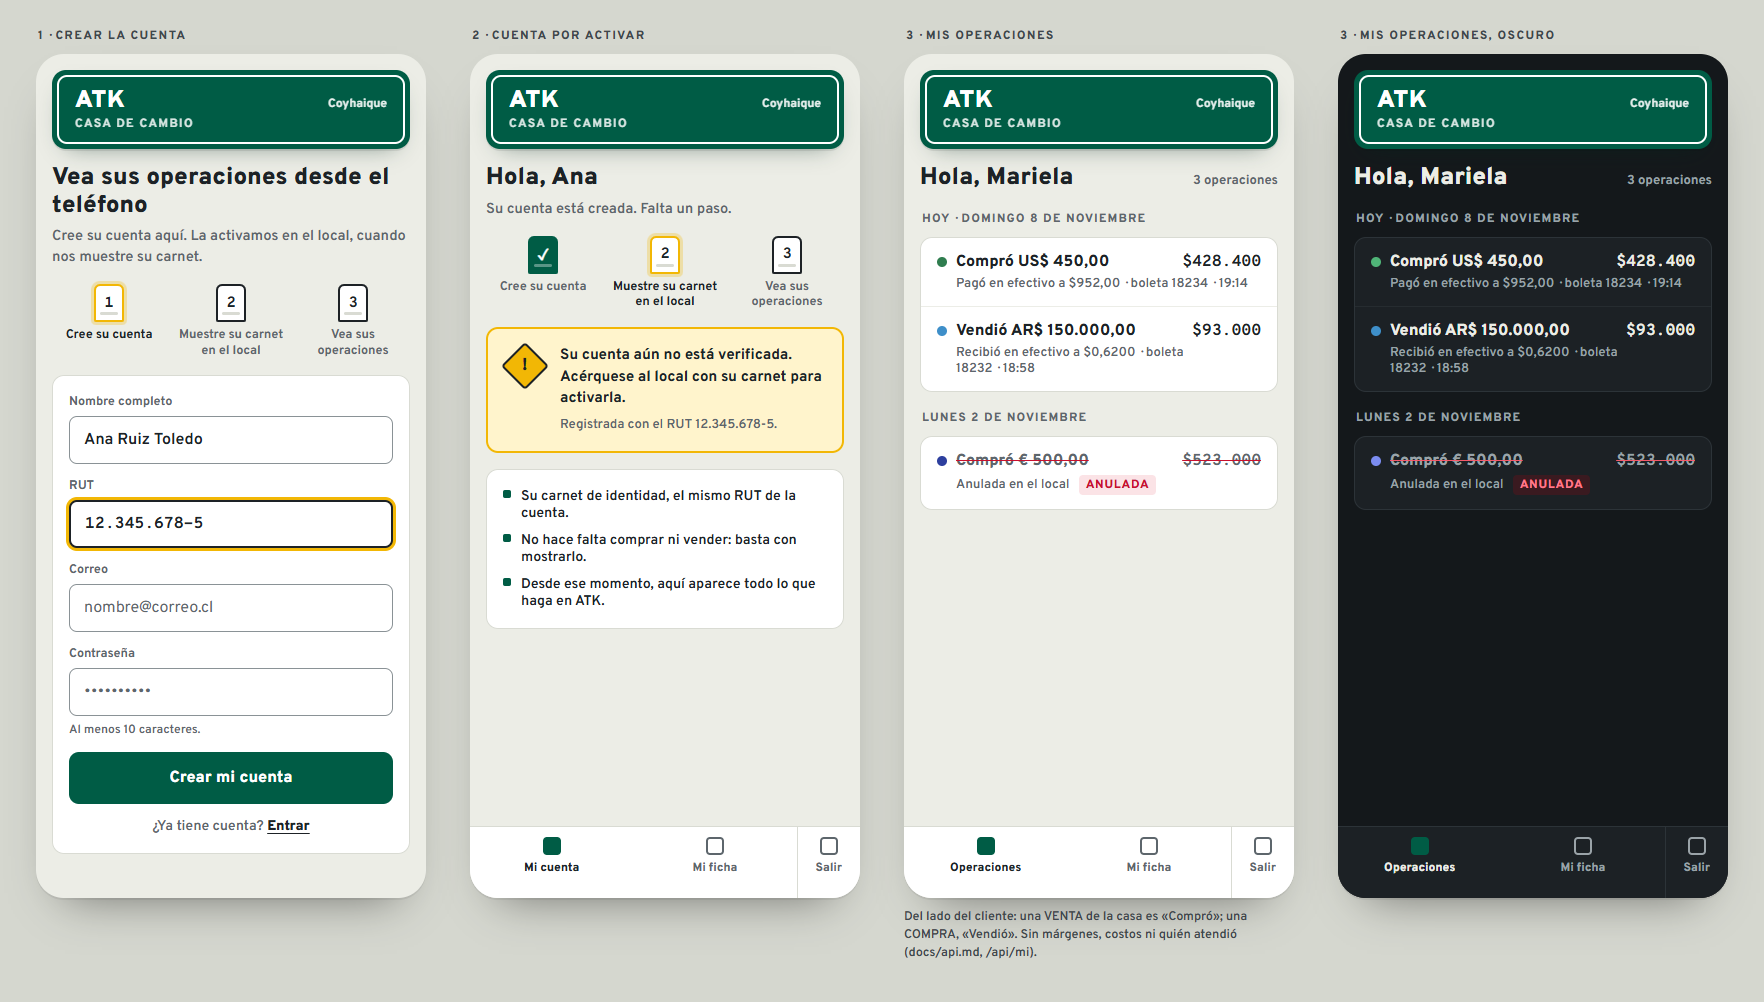 1 · CREAR LA CUENTA
ATK
Coyhaique
CASA DE CAMBIO
Vea sus operaciones desde el
teléfono
Cree su cuenta aquí. La activamos en el local, cuando
nos muestre su carnet.
1
2
3
Cree su cuenta
Muestre su carnet
en el local
Vea sus
operaciones
Nombre completo
Ana Ruiz Toledo
RUT
12.345.678-5
Correo
nombre@correo.cl
Contraseña
••••••••••
Al menos 10 caracteres.
Crear mi cuenta
¿Ya tiene cuenta? Entrar
2 · CUENTA POR ACTIVAR
ATK
Coyhaique
CASA DE CAMBIO
Hola, Ana
Su cuenta está creada. Falta un paso.
✓
2
3
Cree su cuenta
Muestre su carnet
en el local
Vea sus
operaciones
!
Su cuenta aún no está verificada.
Acérquese al local con su carnet para
activarla.
Registrada con el RUT 12.345.678-5.
Su carnet de identidad, el mismo RUT de la
cuenta.
No hace falta comprar ni vender: basta con
mostrarlo.
Desde ese momento, aquí aparece todo lo que
haga en ATK.
Mi cuenta
Mi ficha
Salir
3 · MIS OPERACIONES
ATK
Coyhaique
CASA DE CAMBIO
Hola, Mariela
3 operaciones
HOY · DOMINGO 8 DE NOVIEMBRE
Compró US$ 450,00
$428.400
Pagó en efectivo a $952,00 · boleta 18234 · 19:14
Vendió AR$ 150.000,00
$93.000
Recibió en efectivo a $0,6200 · boleta
18232 · 18:58
LUNES 2 DE NOVIEMBRE
Compró € 500,00
$523.000
Anulada en el local
ANULADA
Operaciones
Mi ficha
Salir
Del lado del cliente: una VENTA de la casa es «Compró»; una
COMPRA, «Vendió». Sin márgenes, costos ni quién atendió
(docs/api.md, /api/mi).
3 · MIS OPERACIONES, OSCURO
ATK
Coyhaique
CASA DE CAMBIO
Hola, Mariela
3 operaciones
HOY · DOMINGO 8 DE NOVIEMBRE
Compró US$ 450,00
$428.400
Pagó en efectivo a $952,00 · boleta 18234 · 19:14
Vendió AR$ 150.000,00
$93.000
Recibió en efectivo a $0,6200 · boleta
18232 · 18:58
LUNES 2 DE NOVIEMBRE
Compró € 500,00
$523.000
Anulada en el local
ANULADA
Operaciones
Mi ficha
Salir